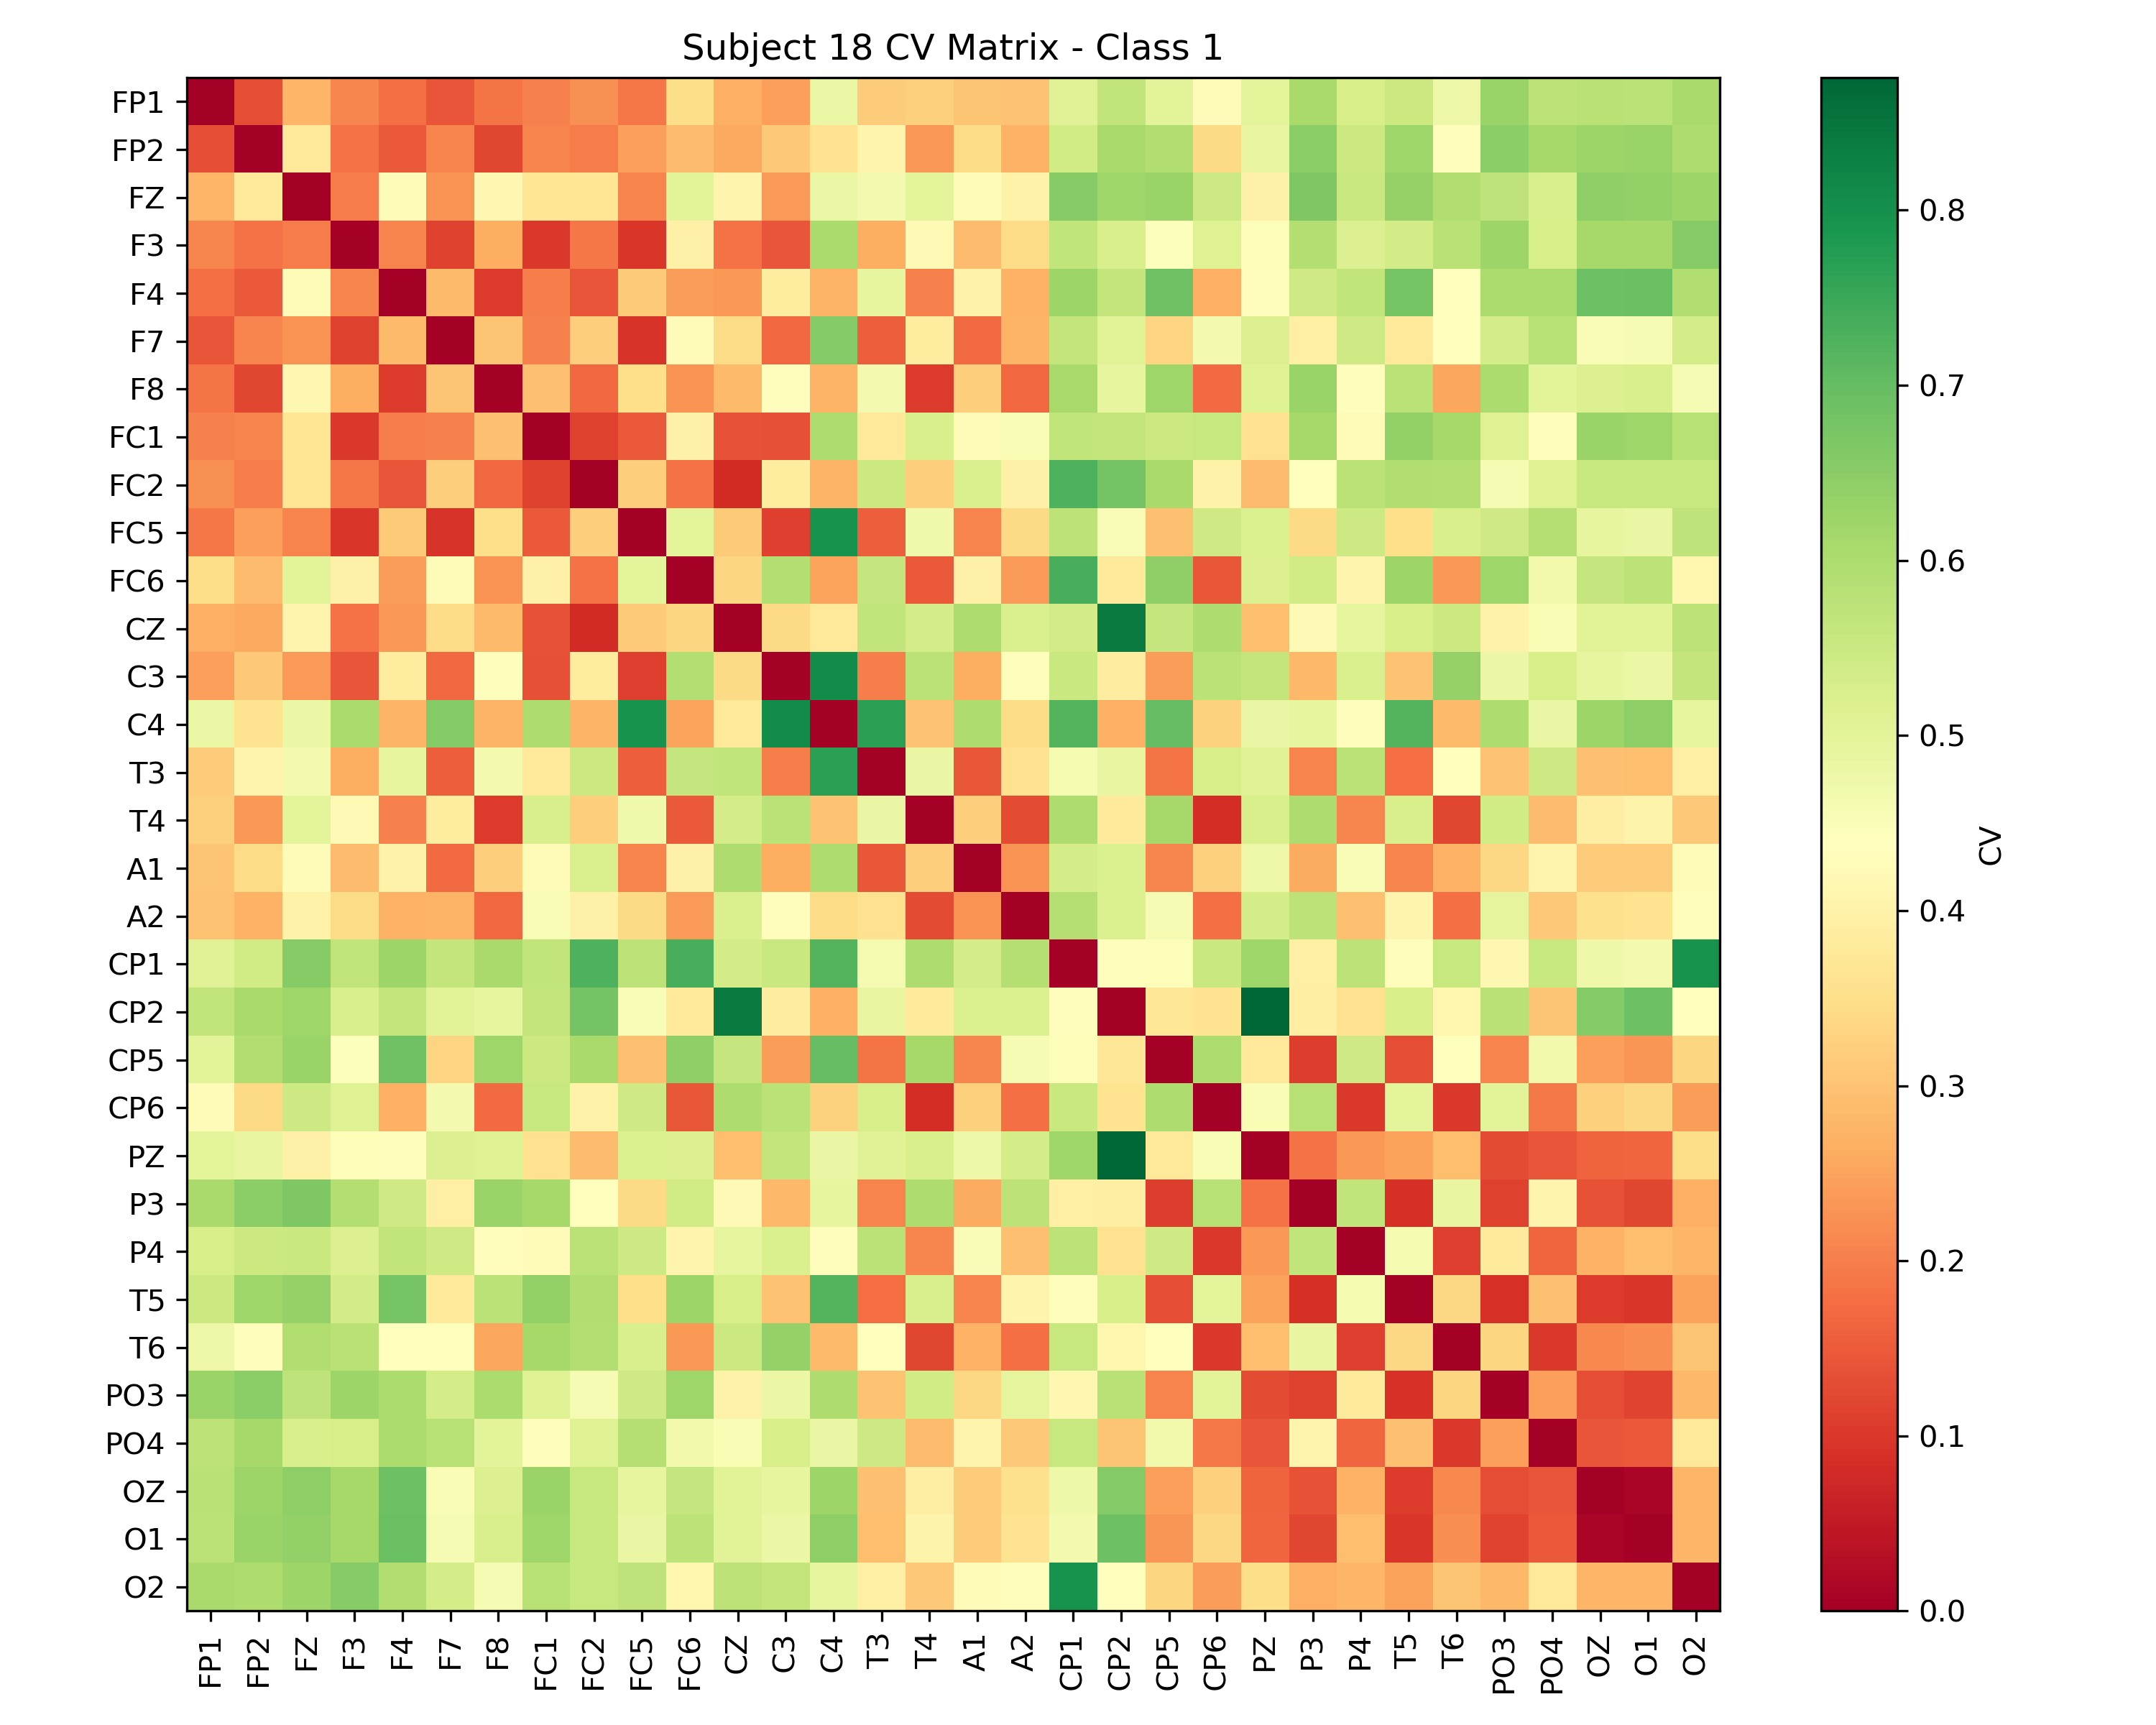 Subject 18 CV Matrix - Class 1
FP1
FP2
FZ
F3
F4
F7
F8
FC1
FC2
FC5
FC6
CZ
C3
C4
T3
T4
A1
A2
CP1
CP2
CP5
CP6
PZ
P3
P4
T5
T6
PO3
PO4
OZ
O1
O2
FP1 FP2 FZ F3 F4 F7 F8 FC1 FC2 FC5 FC6 CZ C3 C4 T3 T4 A1 A2 CP1 CP2 CP5 CP6 PZ P3 P4 T5 T6 PO3 PO4 OZ O1 O2
0.8
0.7
0.6
0.5
0.4
0.3
0.2
0.1
0.0
CV